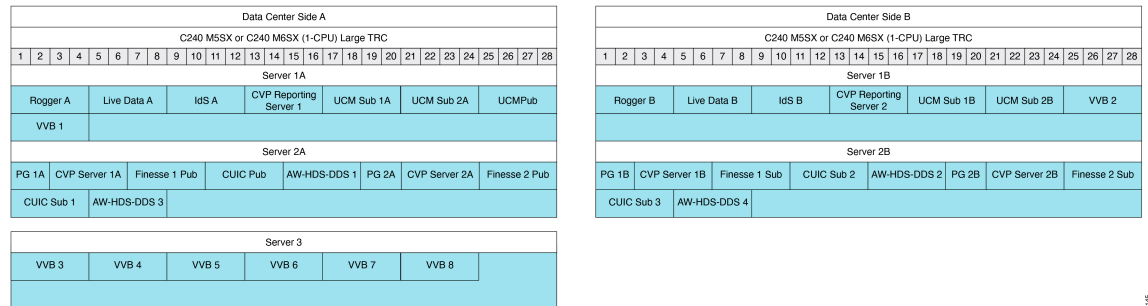 Data Center Side A
C240 M5SX or C240 M6SX (1-CPU) Large TRC
1 2 3 4 5 6 7 8 9 10 11 12 13 14 15 16 17 18 19 20 21 22 23 24 25 26 27 28
Server 1A
Rogger A Live Data A IdS A CVP Reporting Server 1 UCM Sub 1A UCM Sub 2A UCMPub
VVB 1
Server 2A
PG 1A CVP Server 1A Finesse 1 Pub CUIC Pub AW-HDS-DDS 1 PG 2A CVP Server 2A Finesse 2 Pub
CUIC Sub 1 AW-HDS-DDS 3
Server 3
VVB 3 VVB 4 VVB 5 VVB 6 VVB 7 VVB 8
Data Center Side B
C240 M5SX or C240 M6SX (1-CPU) Large TRC
1 2 3 4 5 6 7 8 9 10 11 12 13 14 15 16 17 18 19 20 21 22 23 24 25 26 27 28
Server 1B
Rogger B Live Data B IdS B CVP Reporting Server 2 UCM Sub 1B UCM Sub 2B VVB 2
Server 2B
PG 1B CVP Server 1B Finesse 1 Sub CUIC Sub 2 AW-HDS-DDS 2 PG 2B CVP Server 2B Finesse 2 Sub
CUIC Sub 3 AW-HDS-DDS 4